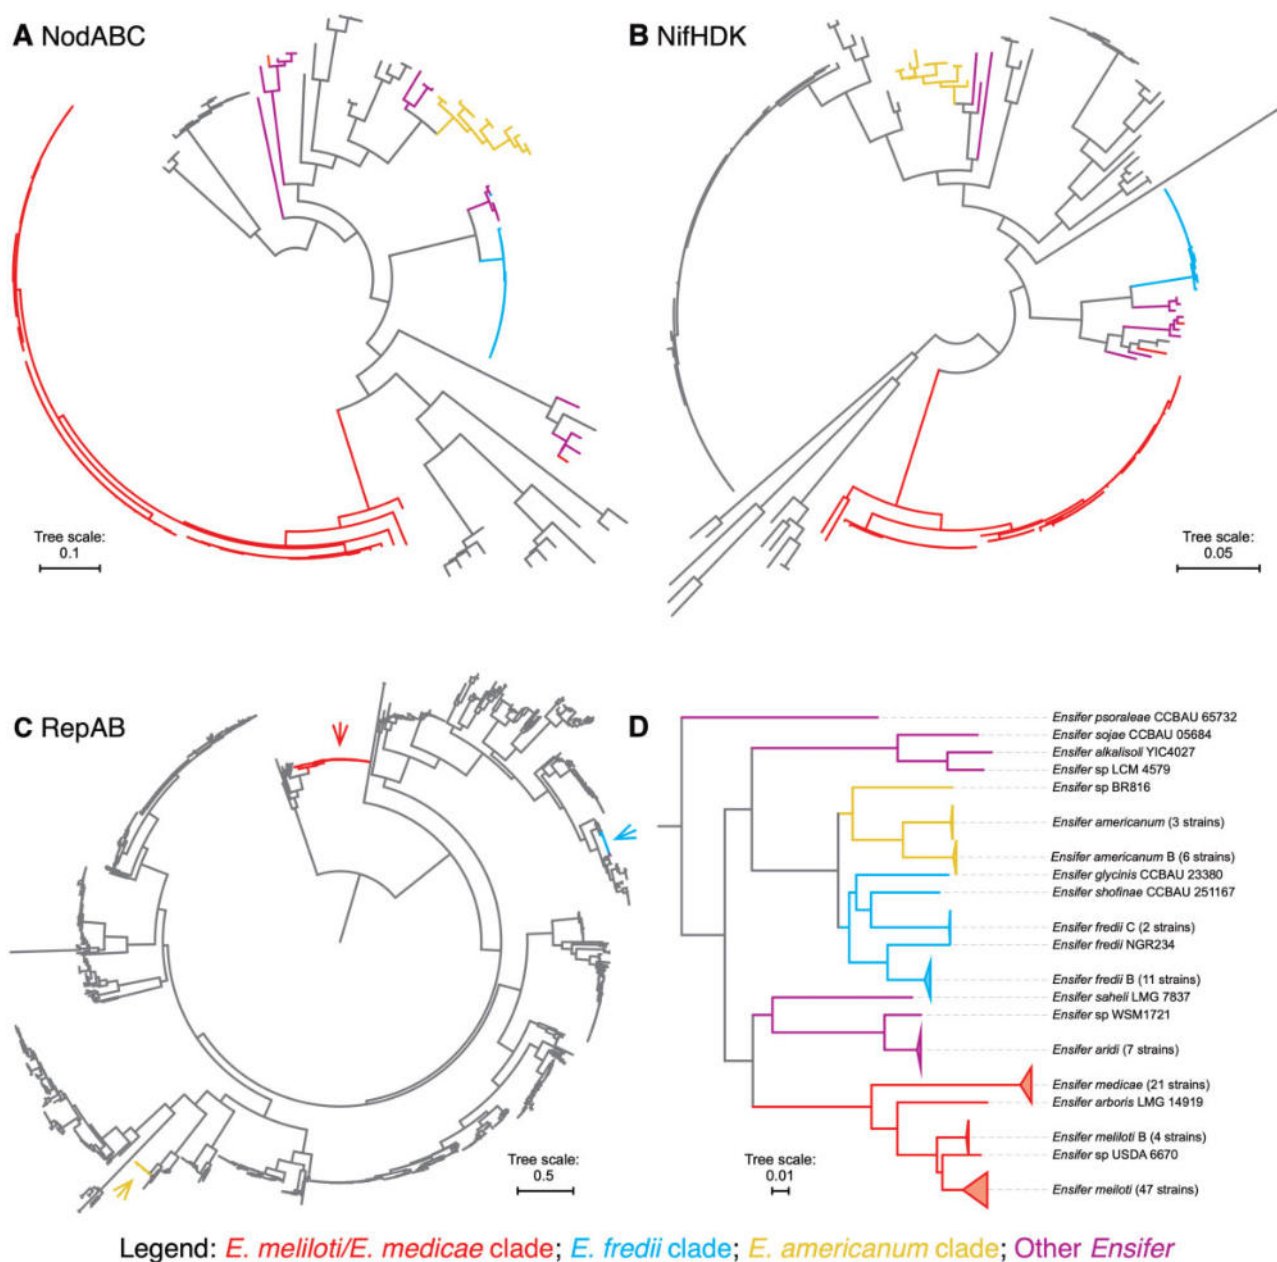 A NodABC
B NifHDK
Tree scale:
0.1
Tree scale:
0.05
C RepAB
D
Ensifer psoraleae CCBAU 65732
Ensifer sojae CCBAU 05684
Ensifer alkalisoli YIC4027
Ensifer sp LCM 4579
Ensifer sp BR816
Ensifer americanum (3 strains)
Ensifer americanum B (6 strains)
Ensifer glycinis CCBAU 23380
Ensifer shofinae CCBAU 251167
Ensifer fredii C (2 strains)
Ensifer fredii NGR234
Ensifer fredii B (11 strains)
Ensifer saheli LMG 7837
Ensifer sp WSM1721
Ensifer aridi (7 strains)
Ensifer medicae (21 strains)
Ensifer arboris LMG 14919
Ensifer meliloti B (4 strains)
Ensifer sp USDA 6670
Ensifer meiloti (47 strains)
Tree scale:
0.5
Tree scale:
0.01
Legend: E. meliloti/E. medicae clade; E. fredii clade; E. americanum clade; Other Ensifer